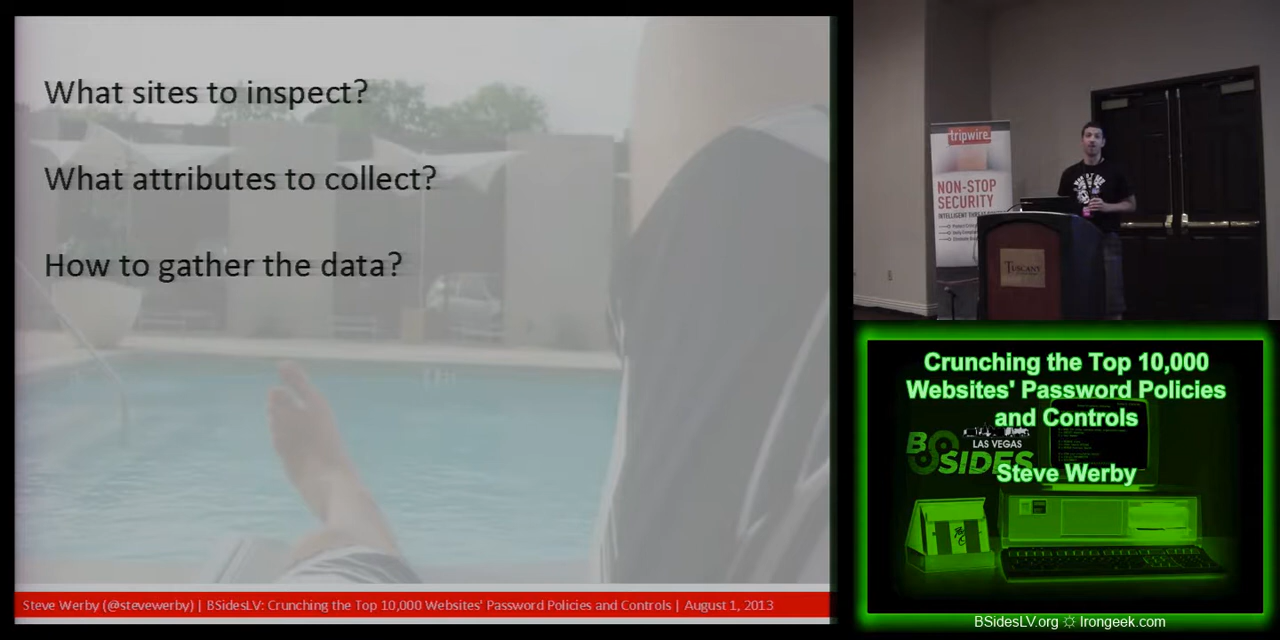 What sites to inspect?
What attributes to collect?
How to gather the data?
Steve Werby (@stevewerby) | BSidesLV: Crunching the Top 10,000 Websites' Password Policies and Controls | August 1, 2013
tripwire
NON-STOP
SECURITY
TUSCANY
Crunching the Top 10,000
Websites' Password Policies
and Controls
LAS VEGAS
BSIDES
Steve Werby
BSidesLV.org ☼ Irongeek.com